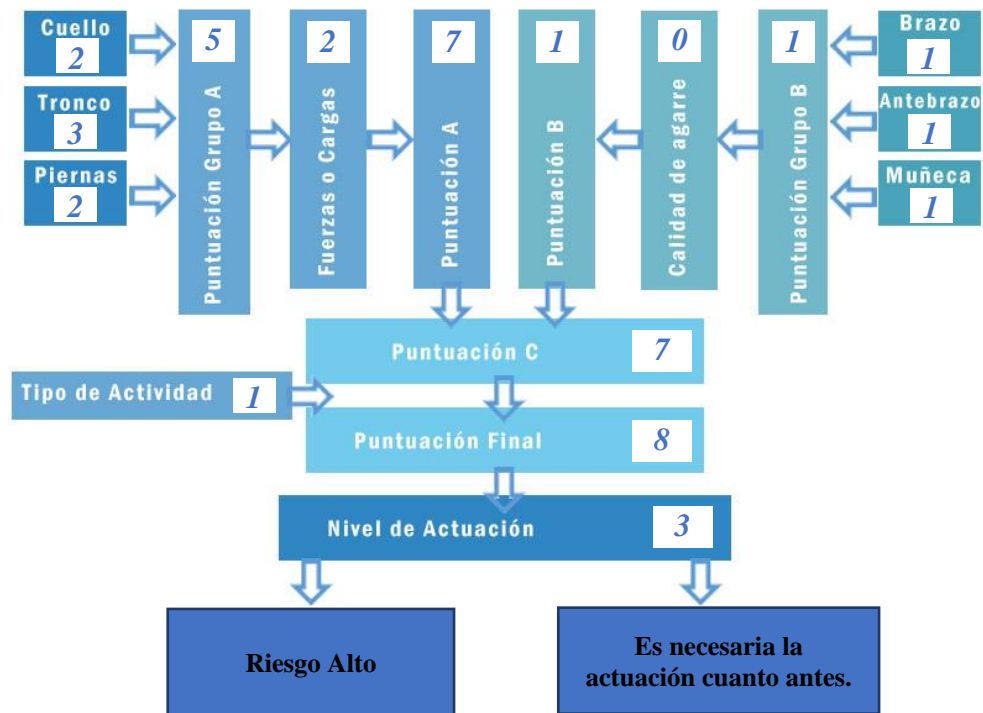 Cuello
2
Tronco
3
Piernas
2
5
Puntuación Grupo A
2
Fuerzas o Cargas
7
Puntuación A
1
Puntuación B
0
Calidad de agarre
1
Puntuación Grupo B
Brazo
1
Antebrazo
1
Muñeca
1
Puntuación C 7
Tipo de Actividad 1
Puntuación Final 8
Nivel de Actuación 3
Riesgo Alto
Es necesaria la
actuación cuanto antes.